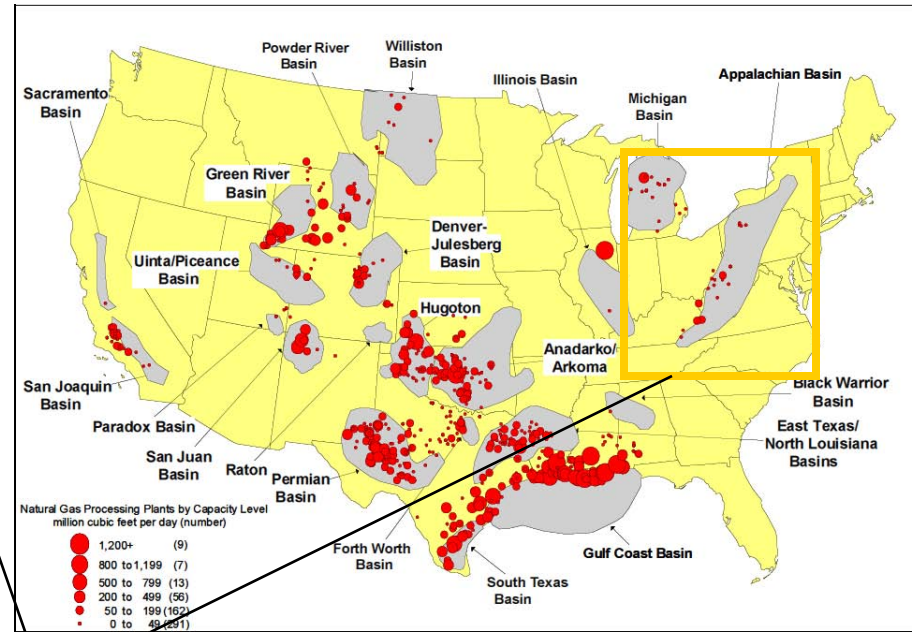 Powder River
Basin
Williston
Basin
Illinois Basin
Appalachian Basin
Michigan
Basin
Sacramento
Basin
Green River
Basin
Denver-
Julesberg
Basin
Uinta/Piceance
Basin
Hugoton
Anadarko/
Arkoma
San Joaquin
Basin
Black Warrior
Basin
Paradox Basin
East Texas/
North Louisiana
Basins
San Juan
Basin
Raton
Permian
Basin
Natural Gas Processing Plants by Capacity Level
million cubic feet per day (number)
1,200+ (9)
800 to 1,199 (7)
500 to 799 (13)
200 to 499 (56)
50 to 199 (162)
0 to 49 (291)
Forth Worth
Basin
South Texas
Basin
Gulf Coast Basin